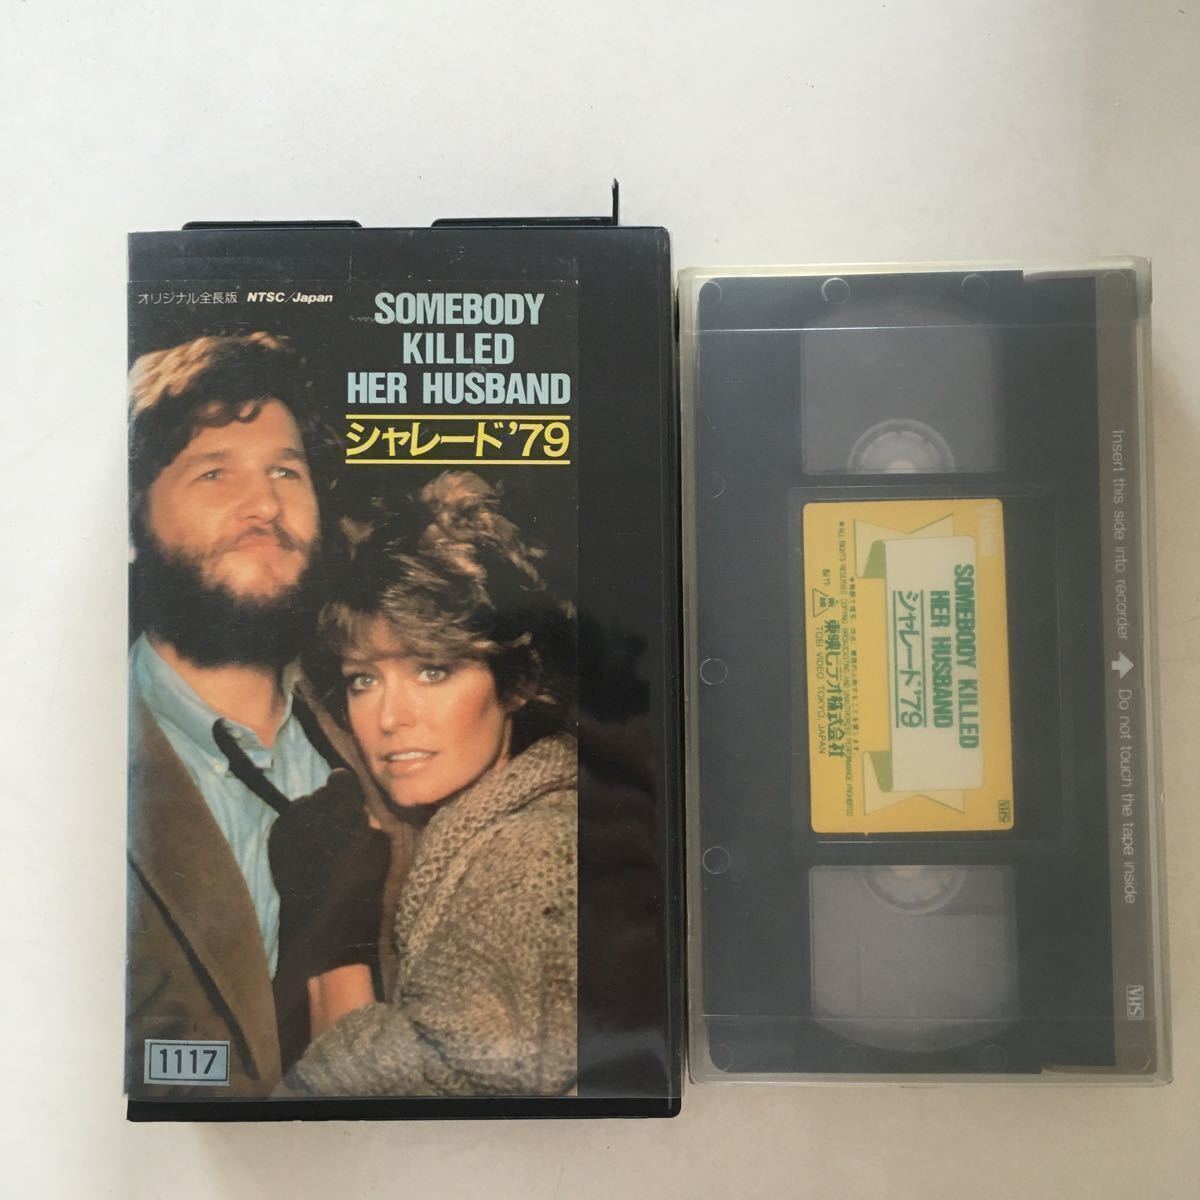 オリジナル全長版 NTSC/Japan
SOMEBODY
KILLED
HER HUSBAND
シャレード'79
1117
SOMEBODY KILLED
HER HUSBAND
シャレード'79
製作
東映ビデオ株式会社
TOEI VIDEO, TOKYO, JAPAN
VHS
Insert this side into recorder Do not touch the tape inside
VHS